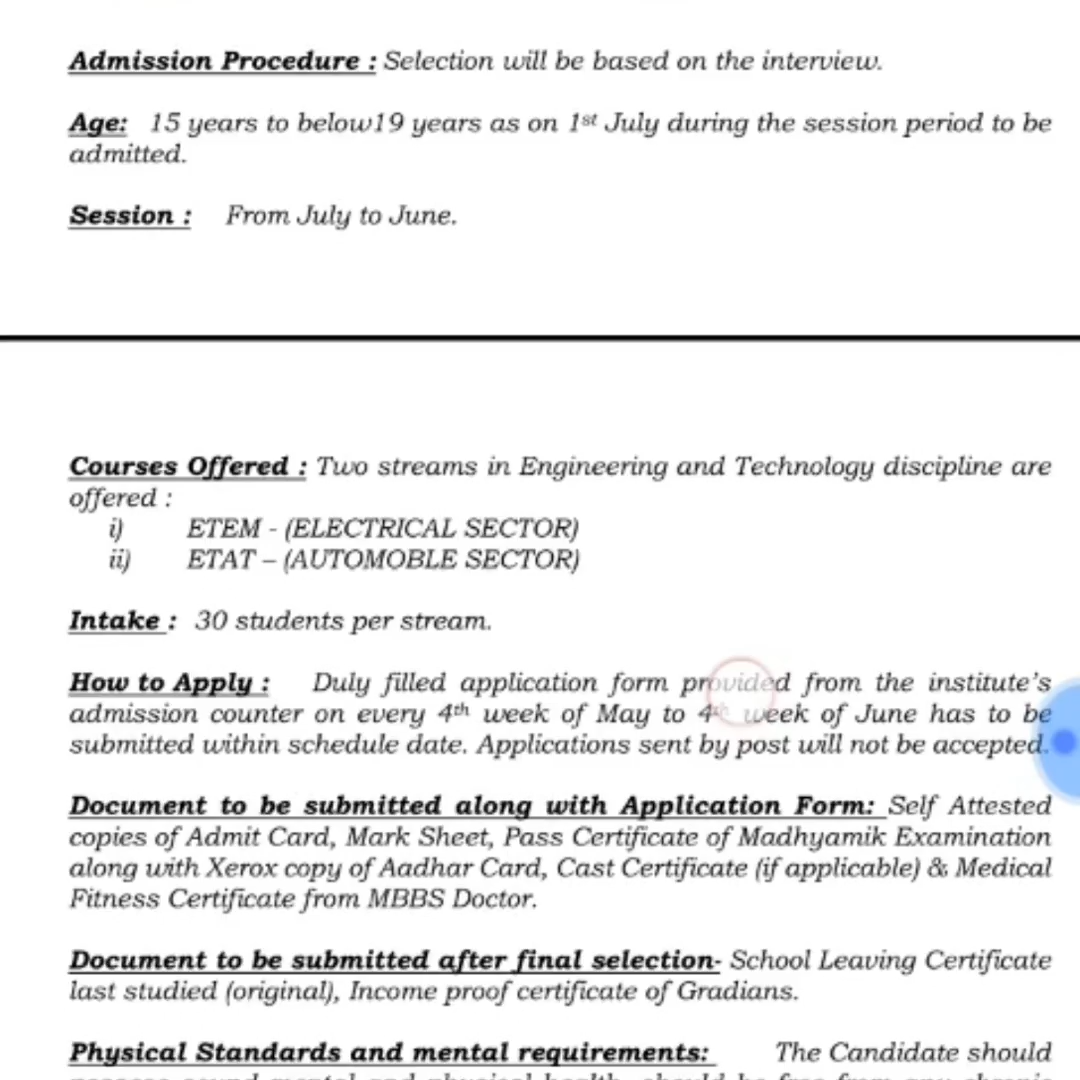 Admission Procedure : Selection will be based on the interview.
Age: 15 years to below19 years as on 1st July during the session period to be
admitted.
Session : From July to June.
Courses Offered : Two streams in Engineering and Technology discipline are
offered :
i) ETEM - (ELECTRICAL SECTOR)
ii) ETAT – (AUTOMOBLE SECTOR)
Intake : 30 students per stream.
How to Apply : Duly filled application form provided from the institute's
admission counter on every 4th week of May to 4th week of June has to be
submitted within schedule date. Applications sent by post will not be accepted.
Document to be submitted along with Application Form: Self Attested
copies of Admit Card, Mark Sheet, Pass Certificate of Madhyamik Examination
along with Xerox copy of Aadhar Card, Cast Certificate (if applicable) & Medical
Fitness Certificate from MBBS Doctor.
Document to be submitted after final selection- School Leaving Certificate
last studied (original), Income proof certificate of Gradians.
Physical Standards and mental requirements: The Candidate should